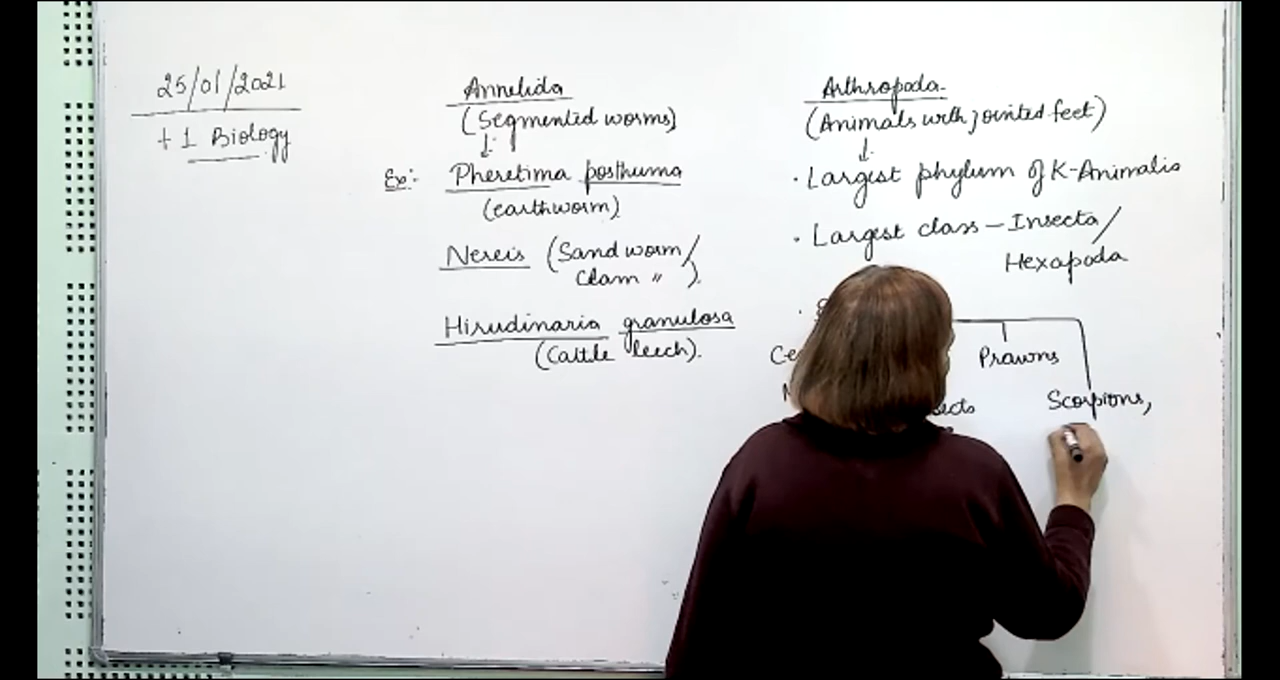 25/01/2021
+1 Biology
Annelida
(Segmented worms)
Ex:- Pheretima posthuma
(earthworm)
Nereis (Sand worm/
Clam ")
Hirudinaria granulosa
(Cattle leech).
Arthropoda
(Animals with jointed feet)
· Largest phylum of K-Animalia
· Largest class - Insecta/
Hexapoda
Prawns
Scorpions,